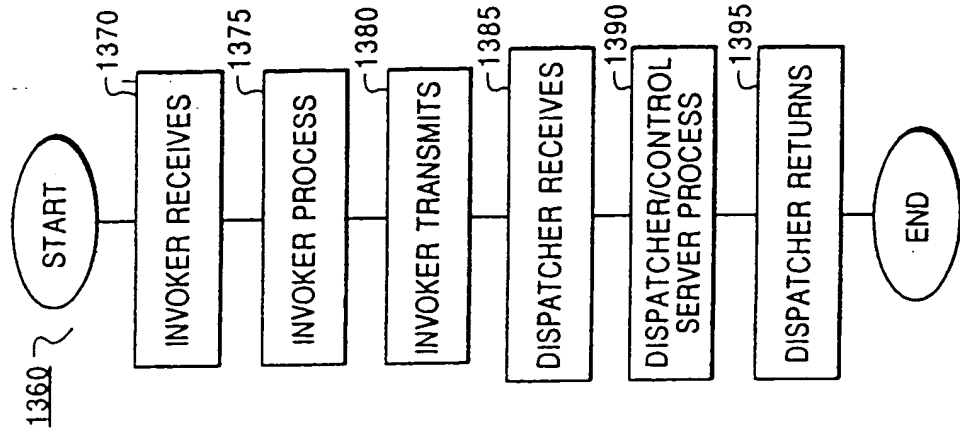 1360
START
INVOKER RECEIVES
1370
INVOKER PROCESS
1375
INVOKER TRANSMITS
1380
DISPATCHER RECEIVES
1385
DISPATCHER/CONTROL
SERVER PROCESS
1390
DISPATCHER RETURNS
1395
END